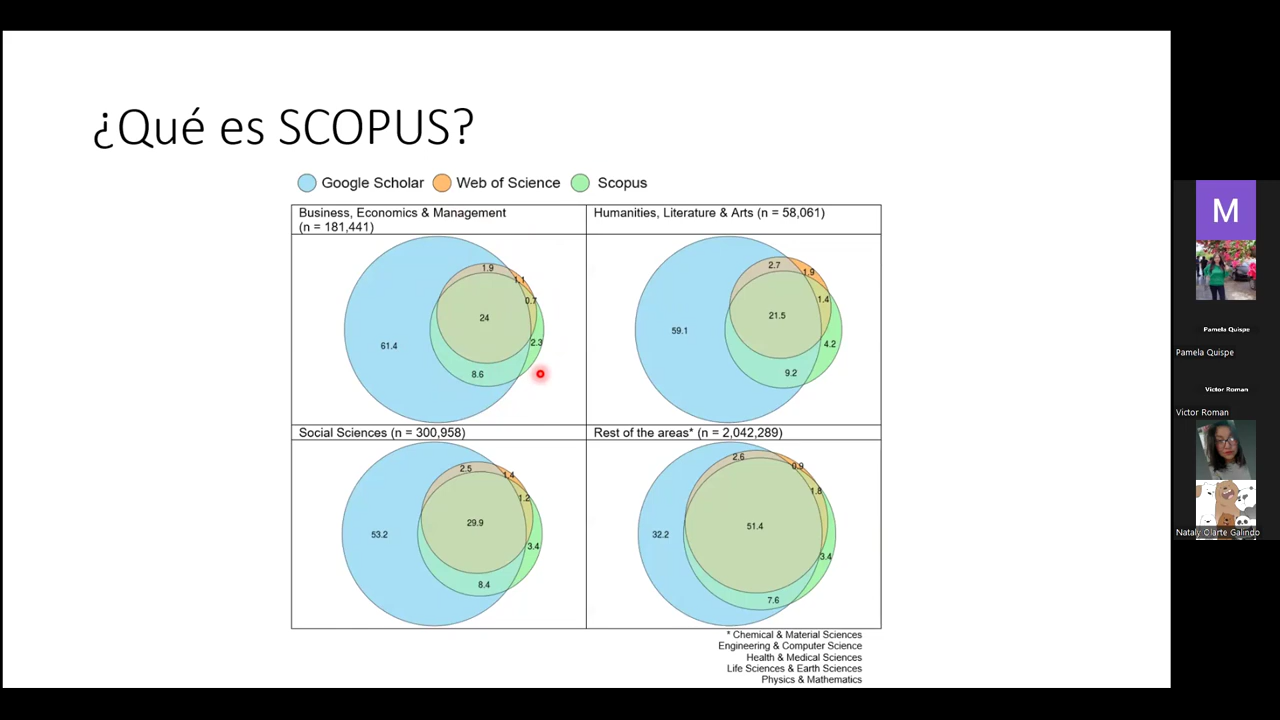 ¿Qué es SCOPUS?
Google Scholar Web of Science Scopus
Business, Economics & Management
(n = 181,441)
1.9
1.1
0.7
24
2.3
61.4
8.6
Humanities, Literature & Arts (n = 58,061)
2.7
1.9
1.4
21.5
59.1
4.2
9.2
Social Sciences (n = 300,958)
2.5
1.4
1.2
29.9
53.2
3.4
8.4
Rest of the areas* (n = 2,042,289)
2.6
0.9
1.8
51.4
32.2
3.4
7.6
* Chemical & Material Sciences
Engineering & Computer Science
Health & Medical Sciences
Life Sciences & Earth Sciences
Physics & Mathematics
M
Pamela Quispe
Pamela Quispe
Victor Roman
Victor Roman
Nataly Olarte Galindo